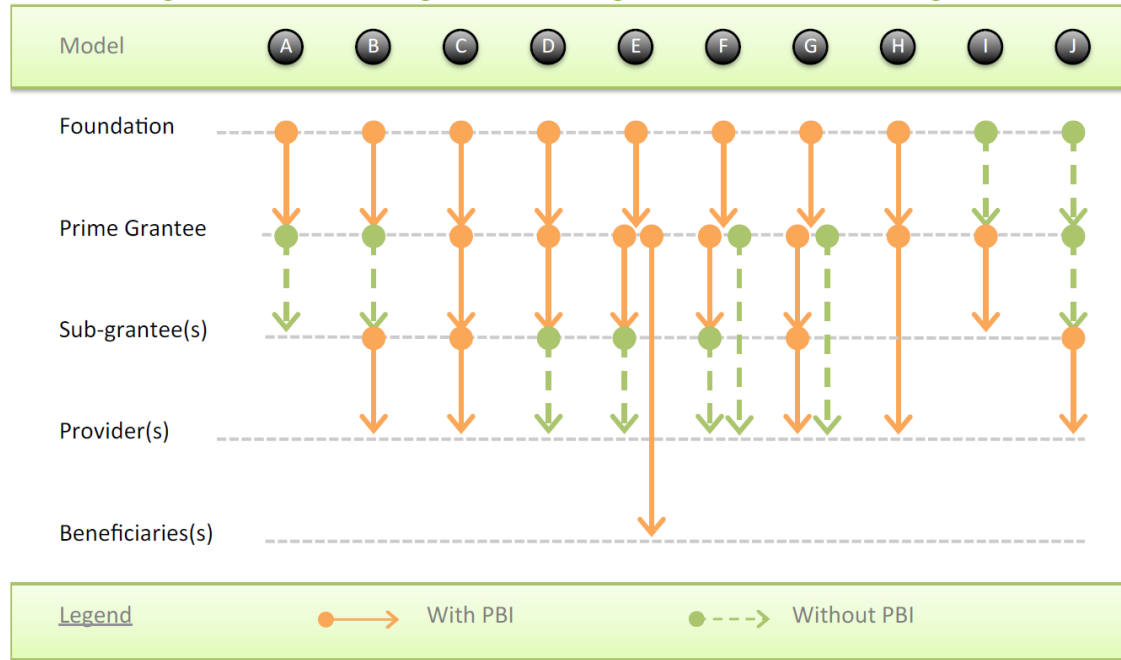 Model A B C D E F G H I J
Foundation
Prime Grantee
Sub-grantee(s)
Provider(s)
Beneficiaries(s)
Legend With PBI Without PBI